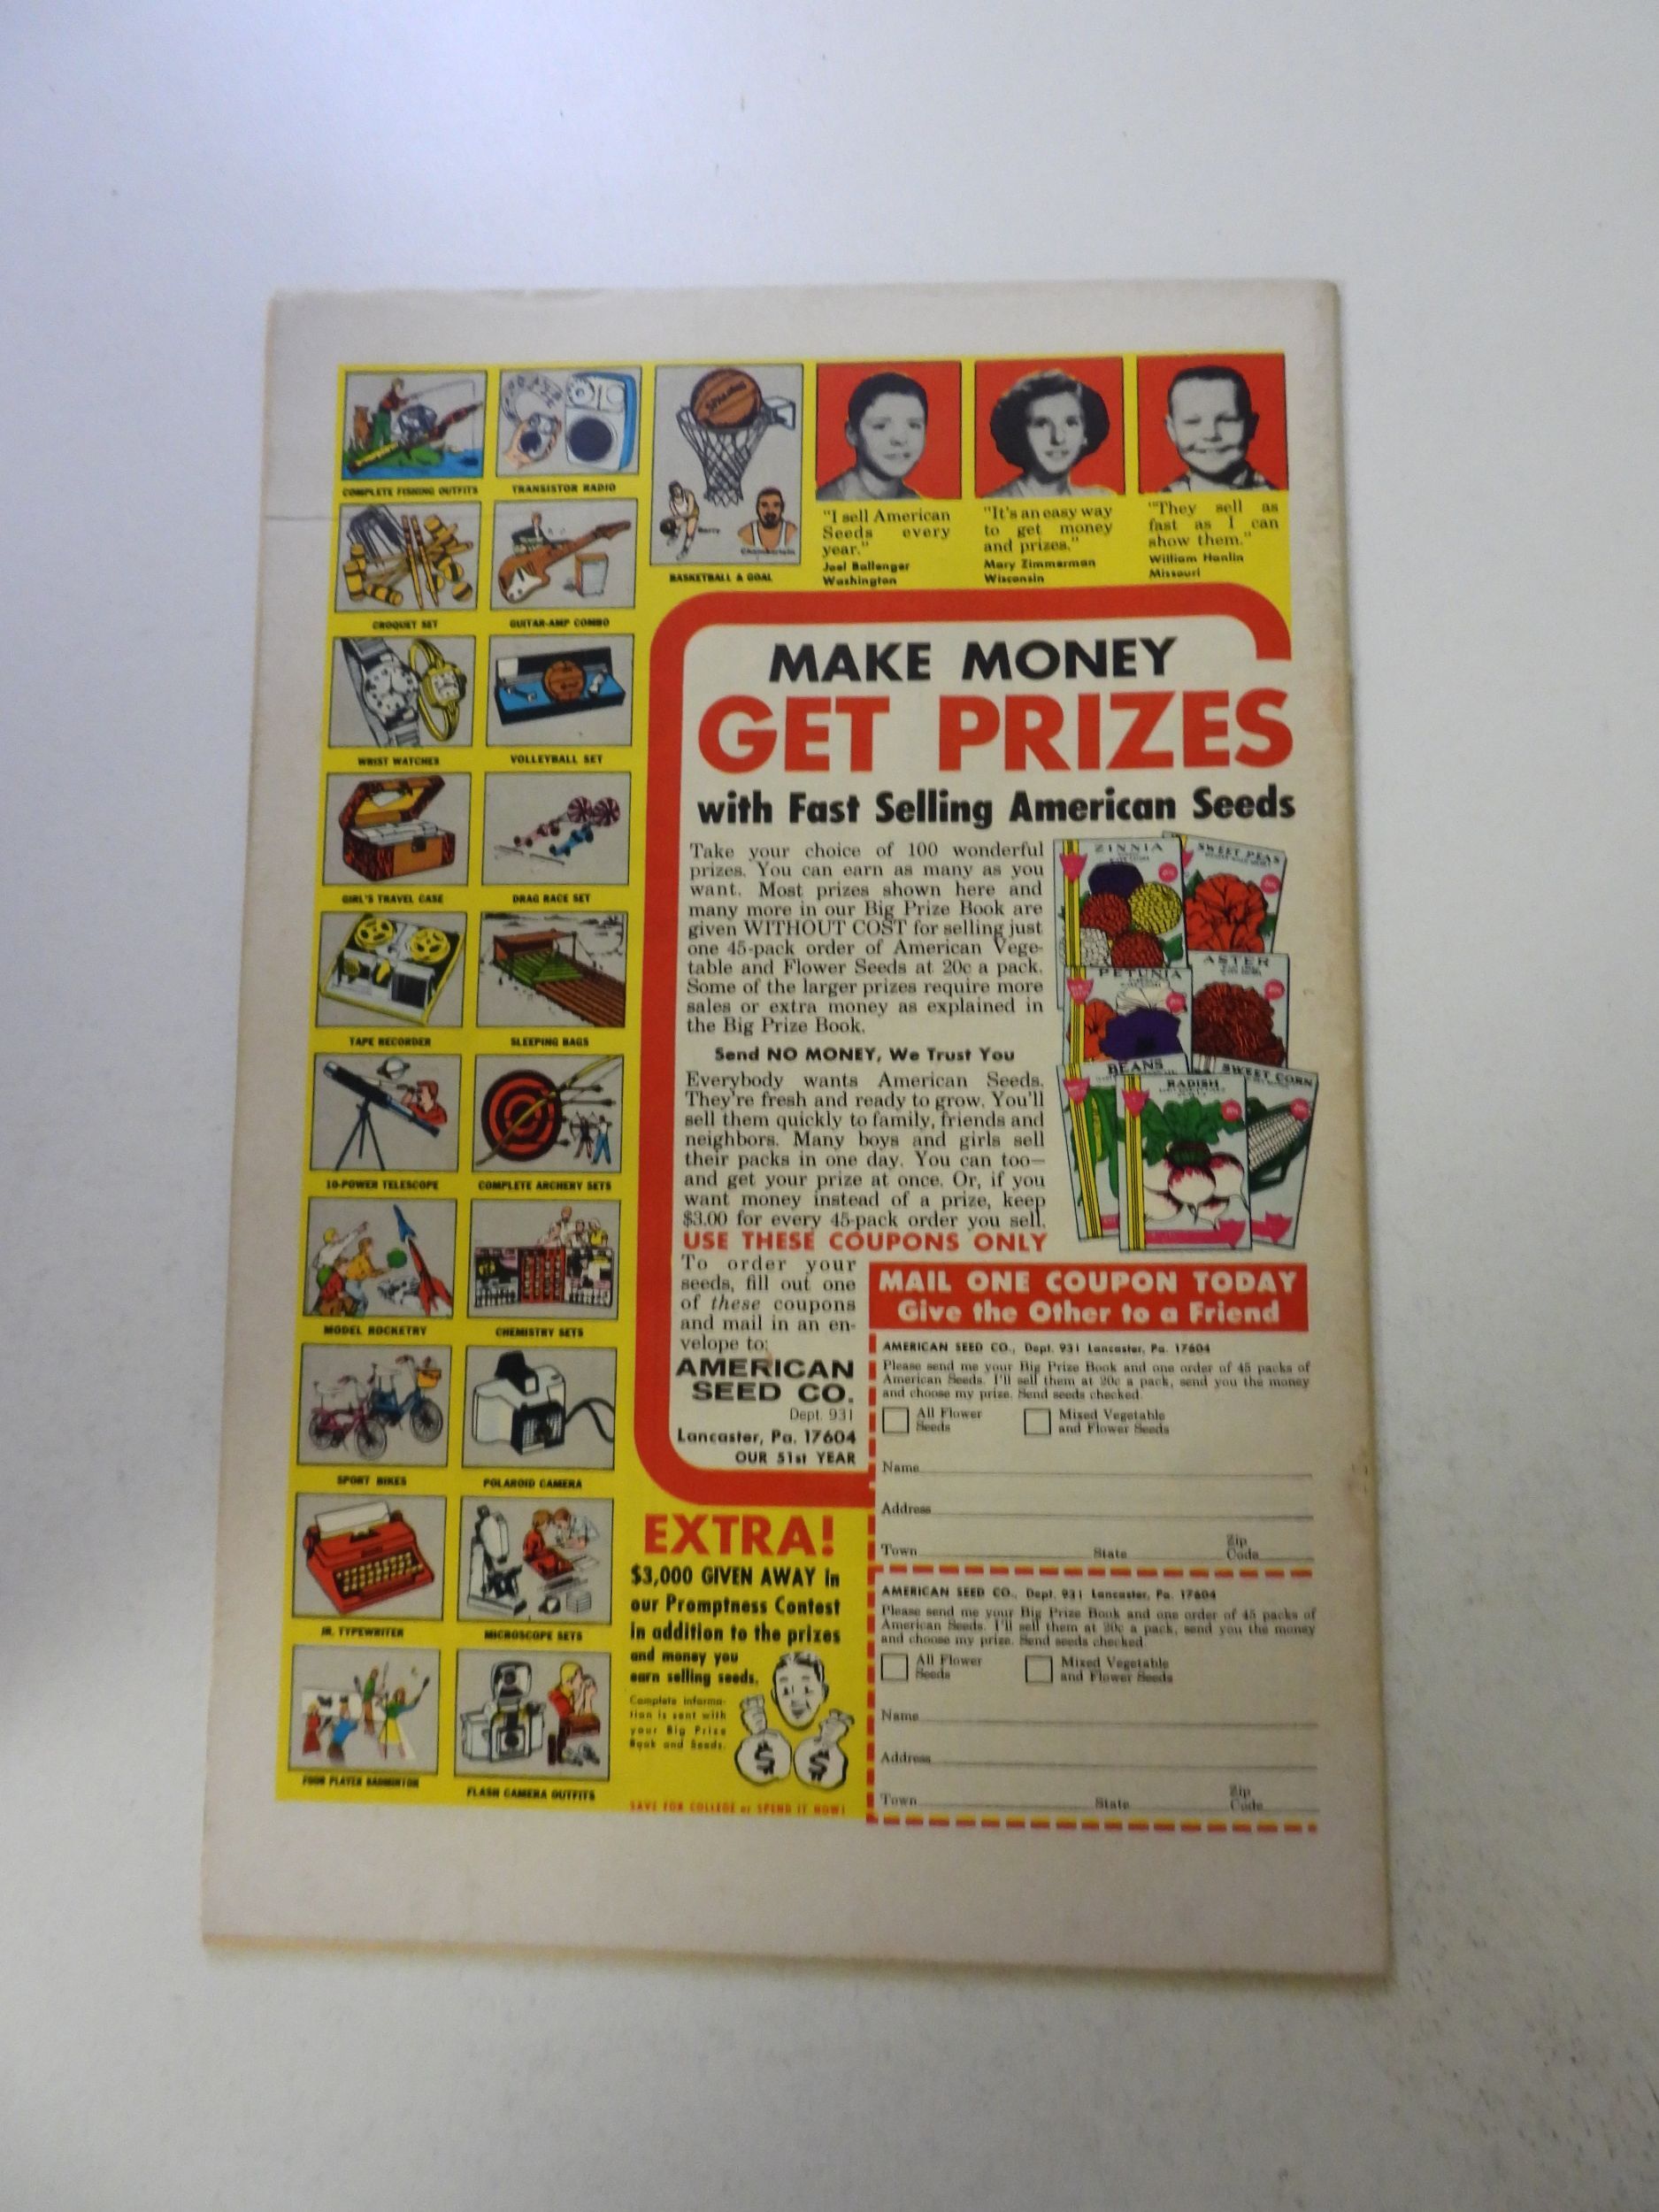 COMPLETE FISHING OUTFITS
TRANSISTOR RADIO
CROQUET SET
GUITAR-AMP COMBO
WRIST WATCHES
VOLLEYBALL SET
GIRL'S TRAVEL CASE
DRAG RACE SET
TAPE RECORDER
SLEEPING BAGS
10-POWER TELESCOPE
COMPLETE ARCHERY SETS
MODEL ROCKETRY
CHEMISTRY SETS
SPORT BIKES
POLAROID CAMERA
JR. TYPEWRITER
MICROSCOPE SETS
FOUR PLAYER BADMINTON
FLASH CAMERA OUTFITS
SPALDING
Barry
Chamberlain
BASKETBALL & GOAL
"I sell American
Seeds every
year."
Joel Ballenger
Washington
"It's an easy way
to get money
and prizes."
Mary Zimmerman
Wisconsin
"They sell as
fast as I can
show them."
William Hanlin
Missouri
MAKE MONEY
GET PRIZES
with Fast Selling American Seeds
Take your choice of 100 wonderful
prizes. You can earn as many as you
want. Most prizes shown here and
many more in our Big Prize Book are
given WITHOUT COST for selling just
one 45-pack order of American Vege-
table and Flower Seeds at 20c a pack.
Some of the larger prizes require more
sales or extra money as explained in
the Big Prize Book.
Send NO MONEY, We Trust You
Everybody wants American Seeds.
They're fresh and ready to grow. You'll
sell them quickly to family, friends and
neighbors. Many boys and girls sell
their packs in one day. You can too—
and get your prize at once. Or, if you
want money instead of a prize, keep
$3.00 for every 45-pack order you sell.
USE THESE COUPONS ONLY
To order your
seeds, fill out one
of these coupons
and mail in an en-
velope to:
AMERICAN
SEED CO.
Dept. 931
Lancaster, Pa. 17604
OUR 51st YEAR
ZINNIA
SWEET PEAS
PETUNIA
ASTER
BEANS
RADISH
SWEET CORN
MAIL ONE COUPON TODAY
Give the Other to a Friend
AMERICAN SEED CO., Dept. 931 Lancaster, Pa. 17604
Please send me your Big Prize Book and one order of 45 packs of
American Seeds. I'll sell them at 20c a pack, send you the money
and choose my prize. Send seeds checked.
All Flower
Seeds
Mixed Vegetable
and Flower Seeds
Name
Address
Town State Zip
Code
AMERICAN SEED CO., Dept. 931 Lancaster, Pa. 17604
Please send me your Big Prize Book and one order of 45 packs of
American Seeds. I'll sell them at 20c a pack, send you the money
and choose my prize. Send seeds checked.
All Flower
Seeds
Mixed Vegetable
and Flower Seeds
Name
Address
Town State Zip
Code
EXTRA!
$3,000 GIVEN AWAY in
our Promptness Contest
in addition to the prizes
and money you
earn selling seeds.
Complete informa-
tion is sent with
your Big Prize
Book and Seeds.
$ $
SAVE FOR COLLEGE or SPEND IT NOW!